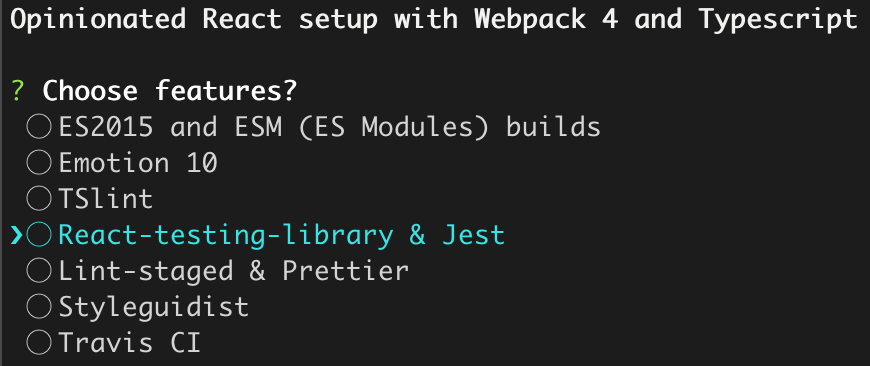 Opinionated React setup with Webpack 4 and Typescript
? Choose features?
◯ ES2015 and ESM (ES Modules) builds
◯ Emotion 10
◯ TSlint
❯◯ React-testing-library & Jest
◯ Lint-staged & Prettier
◯ Styleguidist
◯ Travis CI